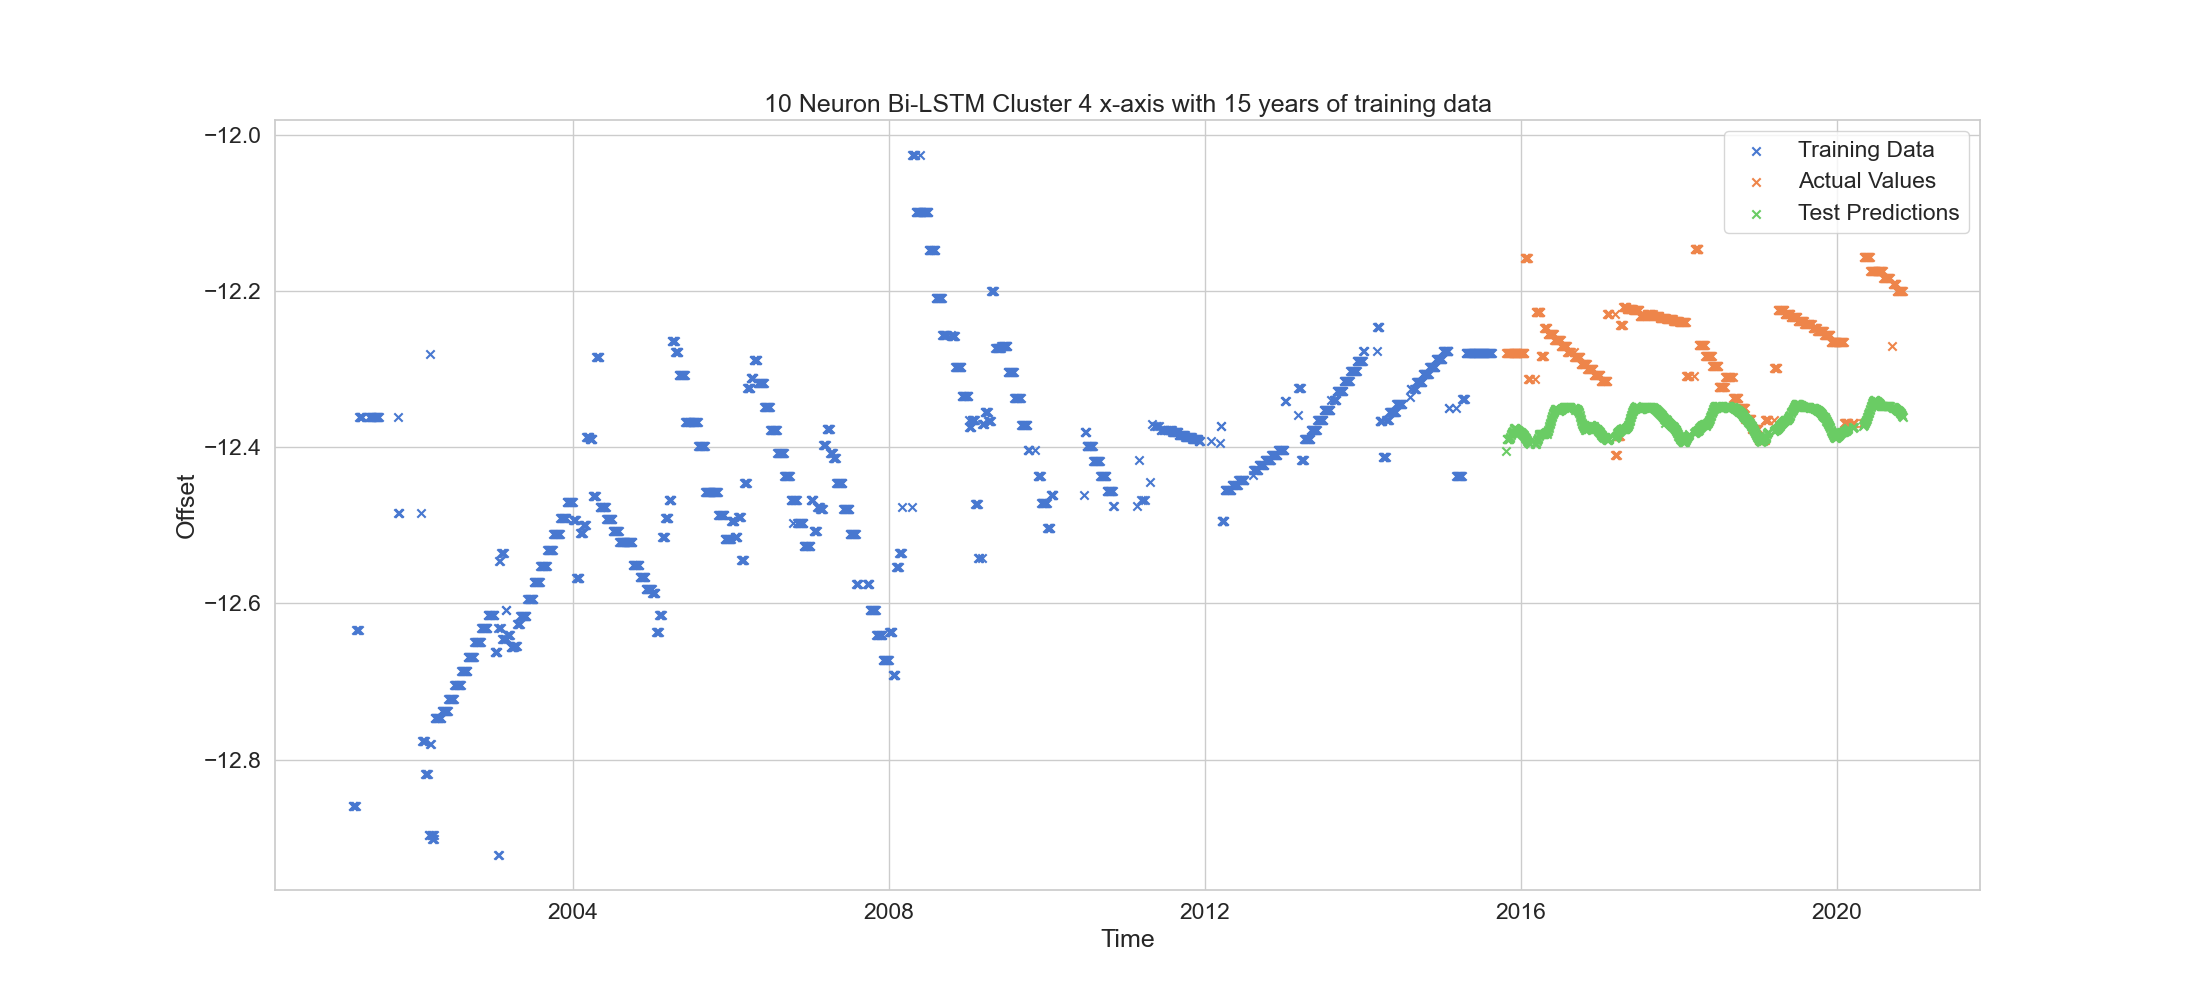 10 Neuron Bi-LSTM Cluster 4 x-axis with 15 years of training data
Training Data
Actual Values
Test Predictions
−12.0
−12.2
−12.4
−12.6
−12.8
Offset
2004 2008 2012 2016 2020
Time